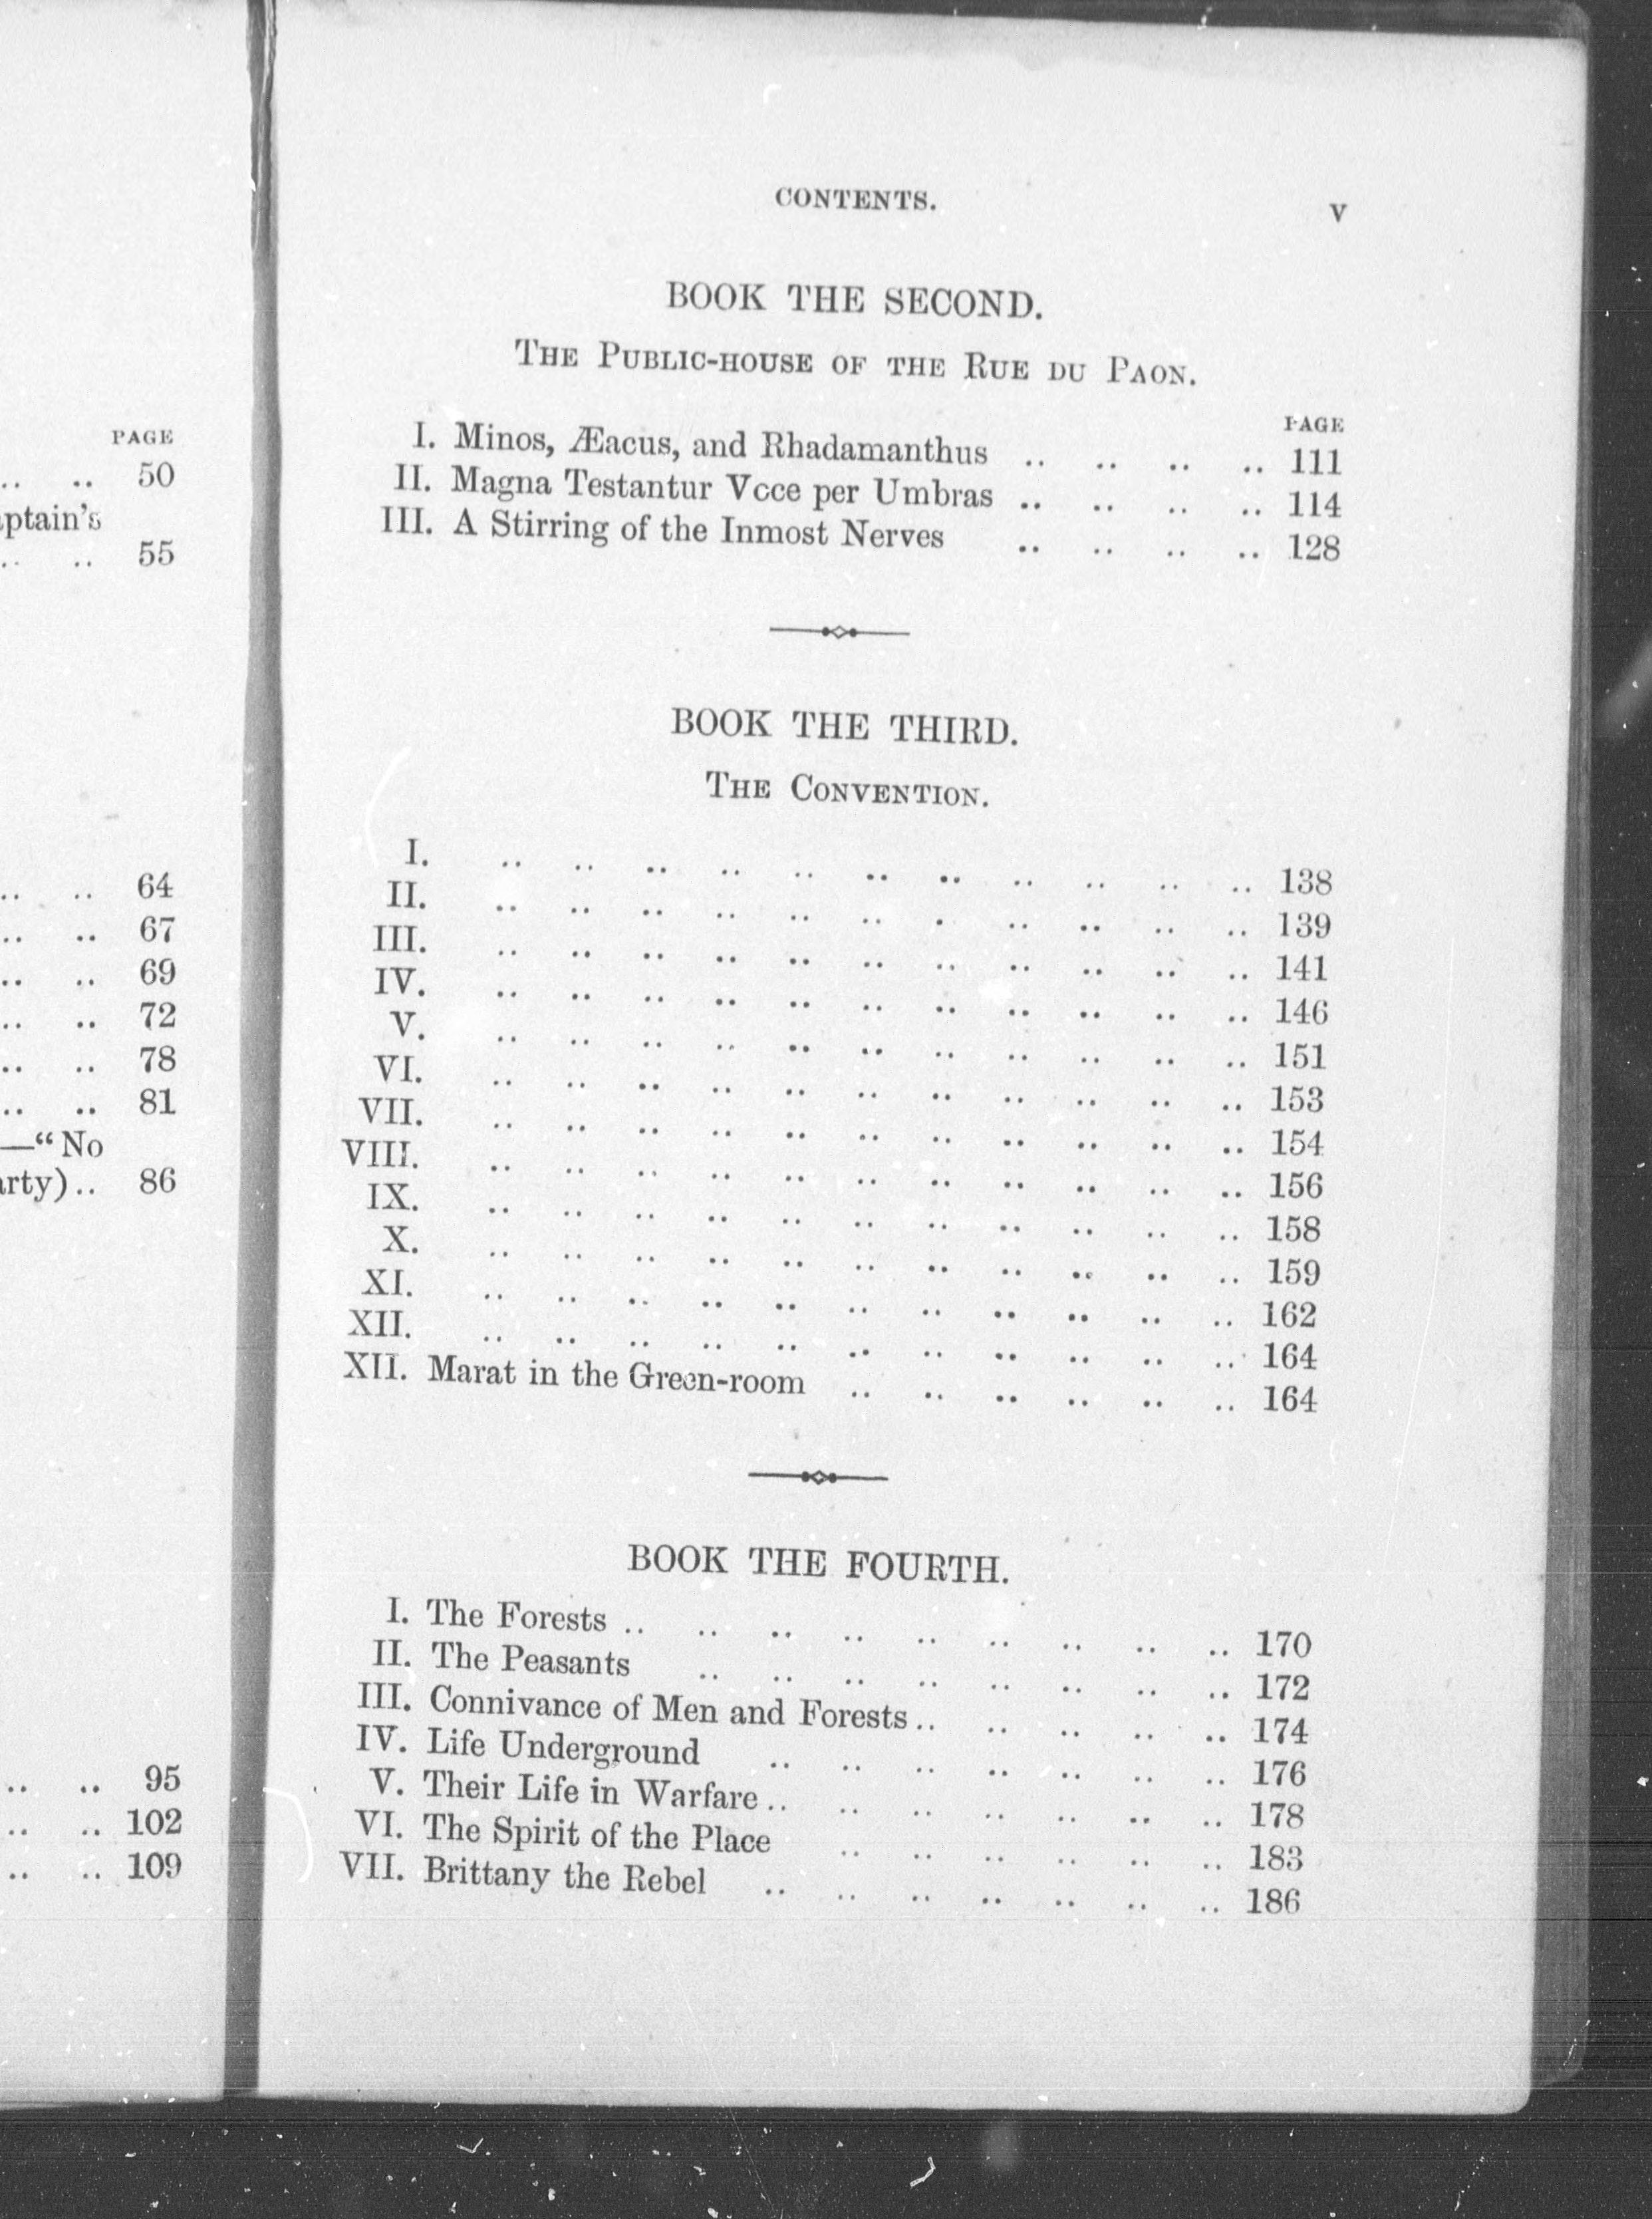 PAGE
.. .. 50
ptain's
.. .. 55
.. .. 64
.. .. 67
.. .. 69
.. .. 72
.. .. 78
.. .. 81
—“No
arty).. 86
.. .. 95
.. .. 102
.. .. 109
CONTENTS. v
BOOK THE SECOND.
THE PUBLIC-HOUSE OF THE RUE DU PAON.
PAGE
I. Minos, Æacus, and Rhadamanthus .. .. .. .. 111
II. Magna Testantur Voce per Umbras .. .. .. .. 114
III. A Stirring of the Inmost Nerves .. .. .. .. 128
BOOK THE THIRD.
THE CONVENTION.
I. .. .. .. .. .. .. .. .. .. .. .. 138
II. .. .. .. .. .. .. .. .. .. .. .. 139
III. .. .. .. .. .. .. .. .. .. .. .. 141
IV. .. .. .. .. .. .. .. .. .. .. .. 146
V. .. .. .. .. .. .. .. .. .. .. .. 151
VI. .. .. .. .. .. .. .. .. .. .. .. 153
VII. .. .. .. .. .. .. .. .. .. .. .. 154
VIII. .. .. .. .. .. .. .. .. .. .. .. 156
IX. .. .. .. .. .. .. .. .. .. .. .. 158
X. .. .. .. .. .. .. .. .. .. .. .. 159
XI. .. .. .. .. .. .. .. .. .. .. .. 162
XII. .. .. .. .. .. .. .. .. .. .. .. 164
XII. Marat in the Green-room .. .. .. .. .. .. 164
BOOK THE FOURTH.
I. The Forests .. .. .. .. .. .. .. .. .. 170
II. The Peasants .. .. .. .. .. .. .. .. 172
III. Connivance of Men and Forests .. .. .. .. .. 174
IV. Life Underground .. .. .. .. .. .. .. 176
V. Their Life in Warfare .. .. .. .. .. .. .. 178
VI. The Spirit of the Place .. .. .. .. .. .. 183
VII. Brittany the Rebel .. .. .. .. .. .. .. 186